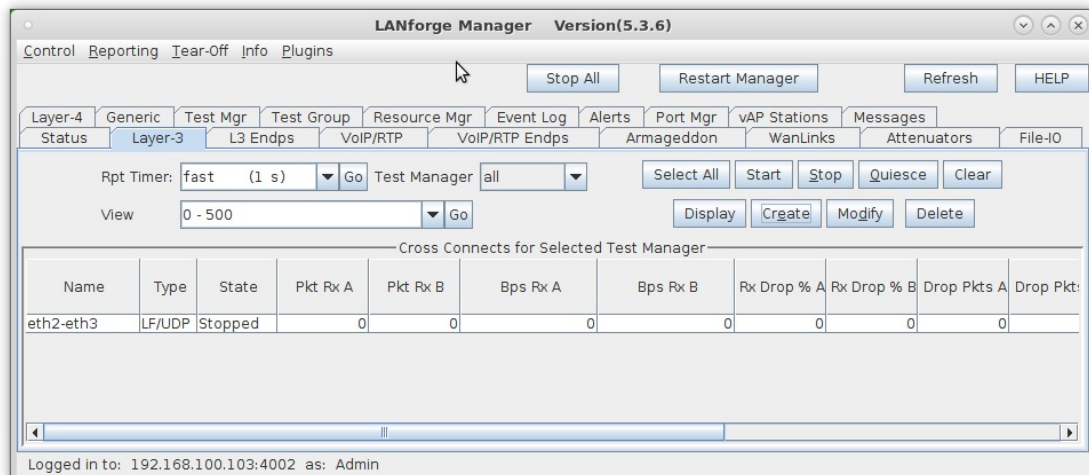 LANforge Manager Version(5.3.6)
Control Reporting Tear-Off Info Plugins
Stop All Restart Manager Refresh HELP
Layer-4 Generic Test Mgr Test Group Resource Mgr Event Log Alerts Port Mgr vAP Stations Messages
Status Layer-3 L3 Endps VoIP/RTP VoIP/RTP Endps Armageddon WanLinks Attenuators File-IO
Rpt Timer: fast (1 s) Go Test Manager all Select All Start Stop Quiesce Clear
View 0 - 500 Go Display Create Modify Delete
Cross Connects for Selected Test Manager
Name Type State Pkt Rx A Pkt Rx B Bps Rx A Bps Rx B Rx Drop % A Rx Drop % B Drop Pkts A Drop Pkts
eth2-eth3 LF/UDP Stopped 0 0 0 0 0 0 0
Logged in to: 192.168.100.103:4002 as: Admin